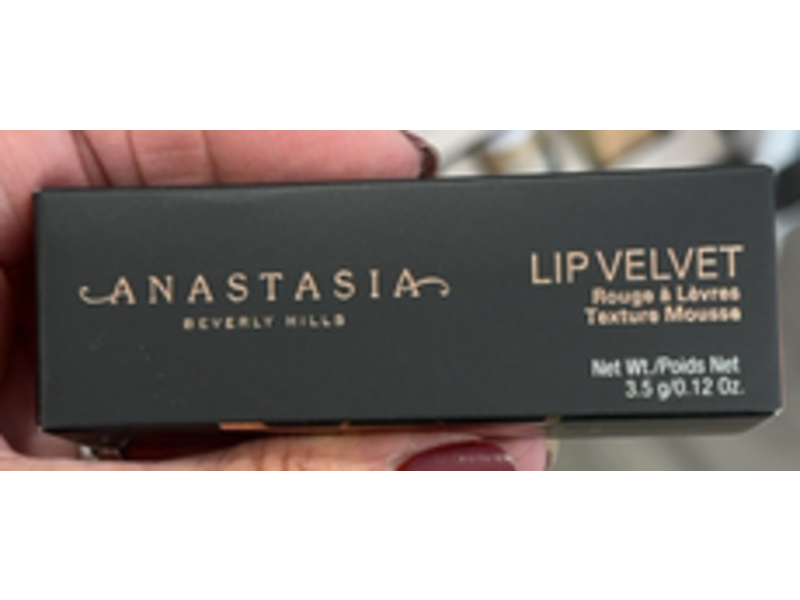 ANASTASIA
BEVERLY HILLS
LIP VELVET
Rouge à Lèvres
Texture Mousse
Net Wt./Poids Net
3.5 g/0.12 Oz.